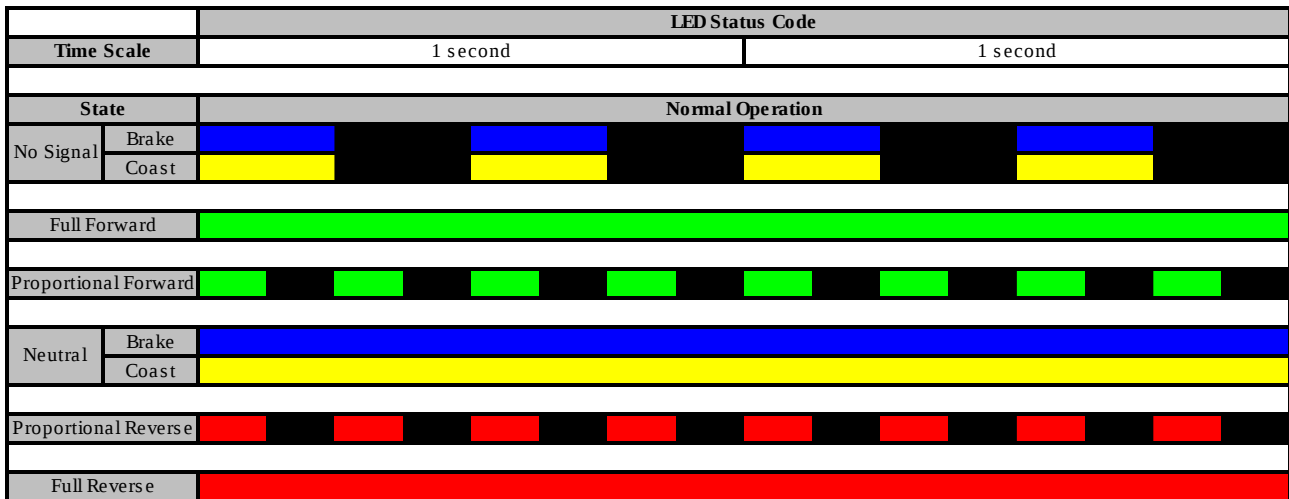 LED Status Code
Time Scale 1 second 1 second
State Normal Operation
No Signal Brake
Coast
Full Forward
Proportional Forward
Neutral Brake
Coast
Proportional Reverse
Full Reverse